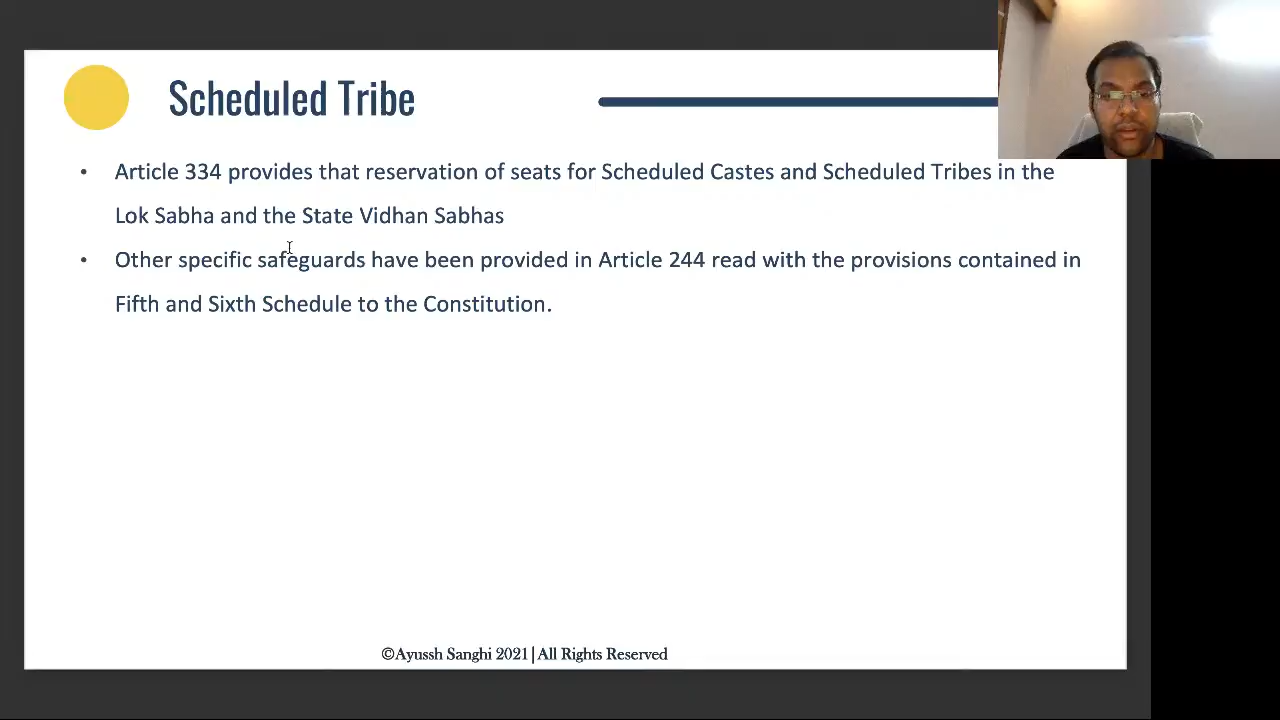 Scheduled Tribe
• Article 334 provides that reservation of seats for Scheduled Castes and Scheduled Tribes in the
Lok Sabha and the State Vidhan Sabhas
• Other specific safeguards have been provided in Article 244 read with the provisions contained in
Fifth and Sixth Schedule to the Constitution.
©Ayussh Sanghi 2021|All Rights Reserved